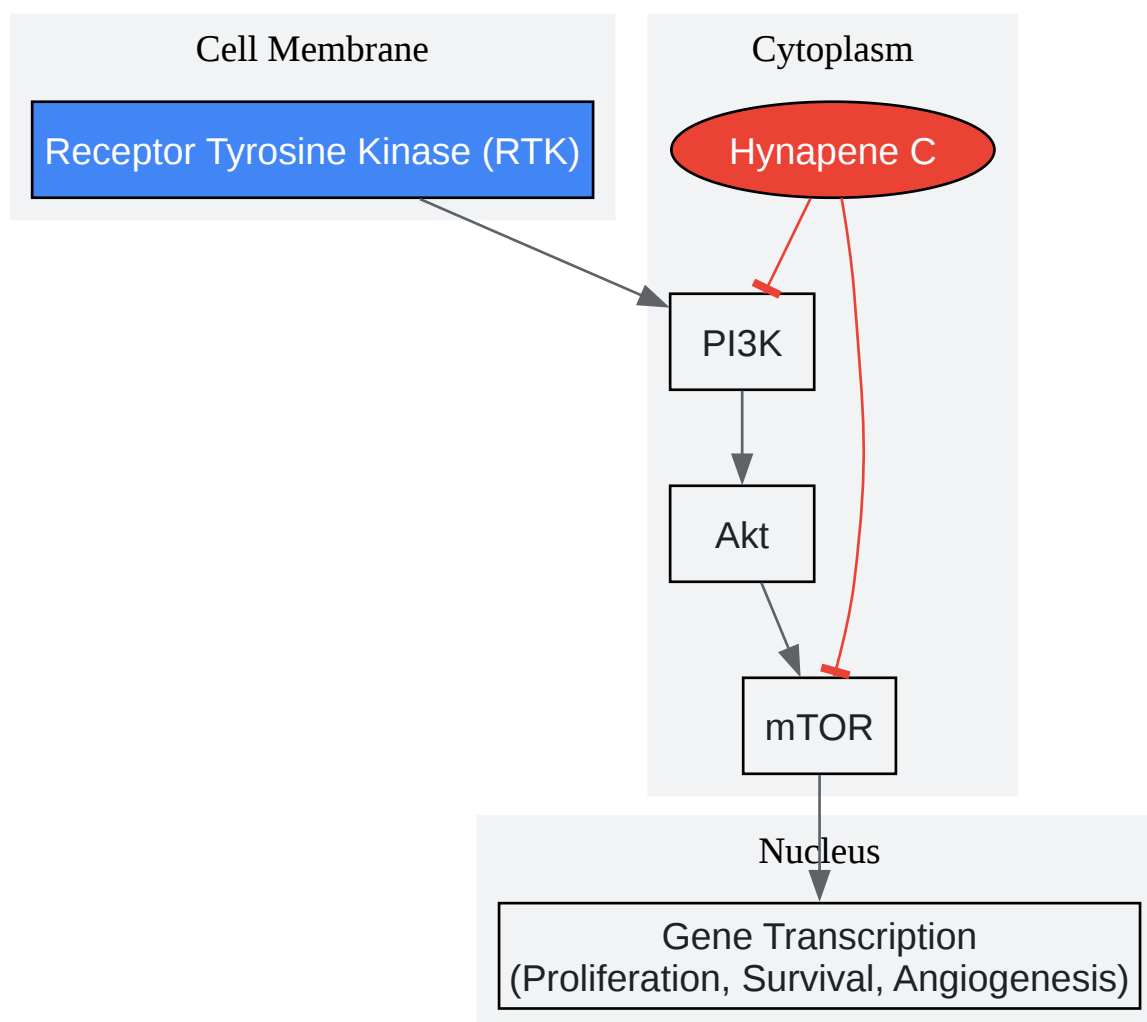 Cell Membrane
Cytoplasm
Receptor Tyrosine Kinase (RTK)
Hynapene C
PI3K
Akt
mTOR
Nucleus
Gene Transcription
(Proliferation, Survival, Angiogenesis)